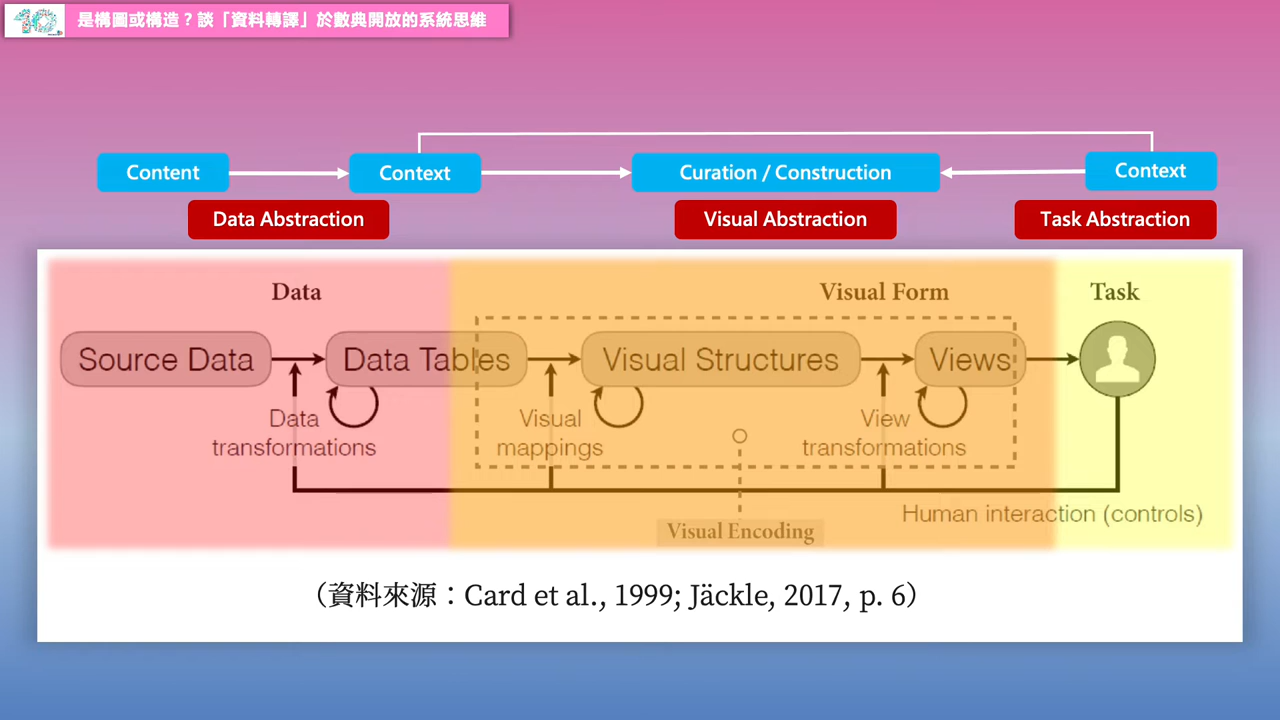 10
是構圖或構造？談「資料轉譯」於數典開放的系統思維
Content
Context
Curation / Construction
Context
Data Abstraction
Visual Abstraction
Task Abstraction
Data
Visual Form
Task
Source Data
Data Tables
Visual Structures
Views
Data
transformations
Visual
mappings
View
transformations
Human interaction (controls)
Visual Encoding
（資料來源：Card et al., 1999; Jäckle, 2017, p. 6）